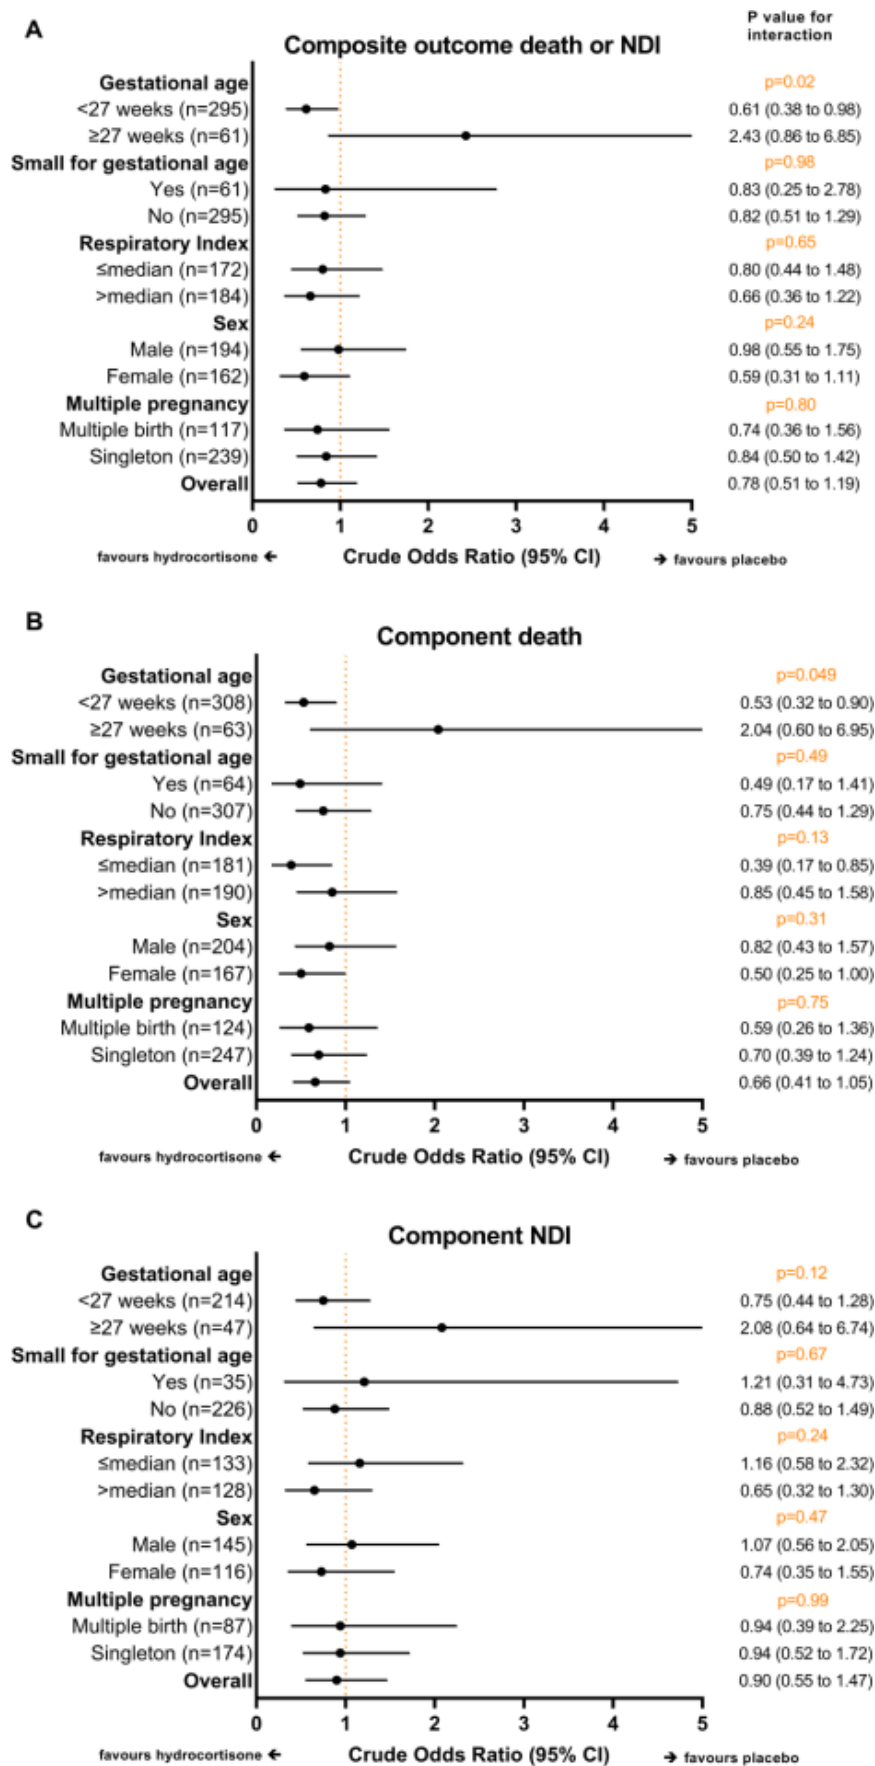 A
Composite outcome death or NDI
P value for
interaction
Gestational age p=0.02
<27 weeks (n=295) 0.61 (0.38 to 0.98)
≥27 weeks (n=61) 2.43 (0.86 to 6.85)
Small for gestational age p=0.98
Yes (n=61) 0.83 (0.25 to 2.78)
No (n=295) 0.82 (0.51 to 1.29)
Respiratory Index p=0.65
≤median (n=172) 0.80 (0.44 to 1.48)
>median (n=184) 0.66 (0.36 to 1.22)
Sex p=0.24
Male (n=194) 0.98 (0.55 to 1.75)
Female (n=162) 0.59 (0.31 to 1.11)
Multiple pregnancy p=0.80
Multiple birth (n=117) 0.74 (0.36 to 1.56)
Singleton (n=239) 0.84 (0.50 to 1.42)
Overall 0.78 (0.51 to 1.19)
0 1 2 3 4 5
favours hydrocortisone ← Crude Odds Ratio (95% CI) → favours placebo
B
Component death
Gestational age p=0.049
<27 weeks (n=308) 0.53 (0.32 to 0.90)
≥27 weeks (n=63) 2.04 (0.60 to 6.95)
Small for gestational age p=0.49
Yes (n=64) 0.49 (0.17 to 1.41)
No (n=307) 0.75 (0.44 to 1.29)
Respiratory Index p=0.13
≤median (n=181) 0.39 (0.17 to 0.85)
>median (n=190) 0.85 (0.45 to 1.58)
Sex p=0.31
Male (n=204) 0.82 (0.43 to 1.57)
Female (n=167) 0.50 (0.25 to 1.00)
Multiple pregnancy p=0.75
Multiple birth (n=124) 0.59 (0.26 to 1.36)
Singleton (n=247) 0.70 (0.39 to 1.24)
Overall 0.66 (0.41 to 1.05)
0 1 2 3 4 5
favours hydrocortisone ← Crude Odds Ratio (95% CI) → favours placebo
C
Component NDI
Gestational age p=0.12
<27 weeks (n=214) 0.75 (0.44 to 1.28)
≥27 weeks (n=47) 2.08 (0.64 to 6.74)
Small for gestational age p=0.67
Yes (n=35) 1.21 (0.31 to 4.73)
No (n=226) 0.88 (0.52 to 1.49)
Respiratory Index p=0.24
≤median (n=133) 1.16 (0.58 to 2.32)
>median (n=128) 0.65 (0.32 to 1.30)
Sex p=0.47
Male (n=145) 1.07 (0.56 to 2.05)
Female (n=116) 0.74 (0.35 to 1.55)
Multiple pregnancy p=0.99
Multiple birth (n=87) 0.94 (0.39 to 2.25)
Singleton (n=174) 0.94 (0.52 to 1.72)
Overall 0.90 (0.55 to 1.47)
0 1 2 3 4 5
favours hydrocortisone ← Crude Odds Ratio (95% CI) → favours placebo